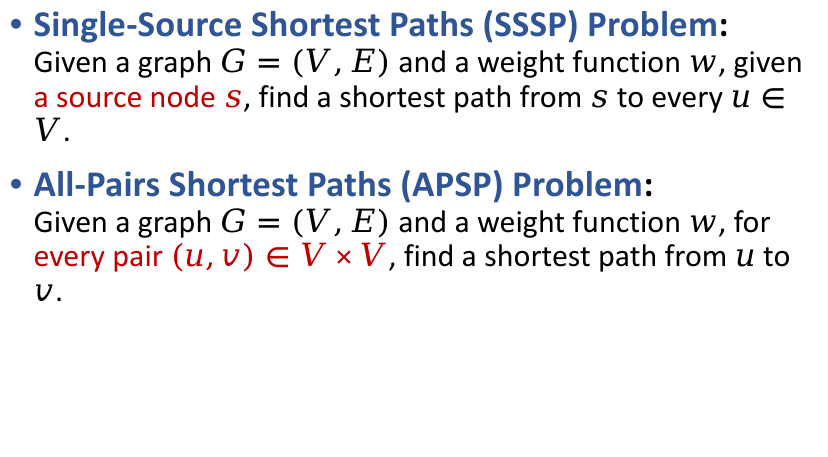 • Single-Source Shortest Paths (SSSP) Problem:
Given a graph G = (V, E) and a weight function w, given
a source node s, find a shortest path from s to every u ∈
V.
• All-Pairs Shortest Paths (APSP) Problem:
Given a graph G = (V, E) and a weight function w, for
every pair (u, v) ∈ V × V, find a shortest path from u to
v.